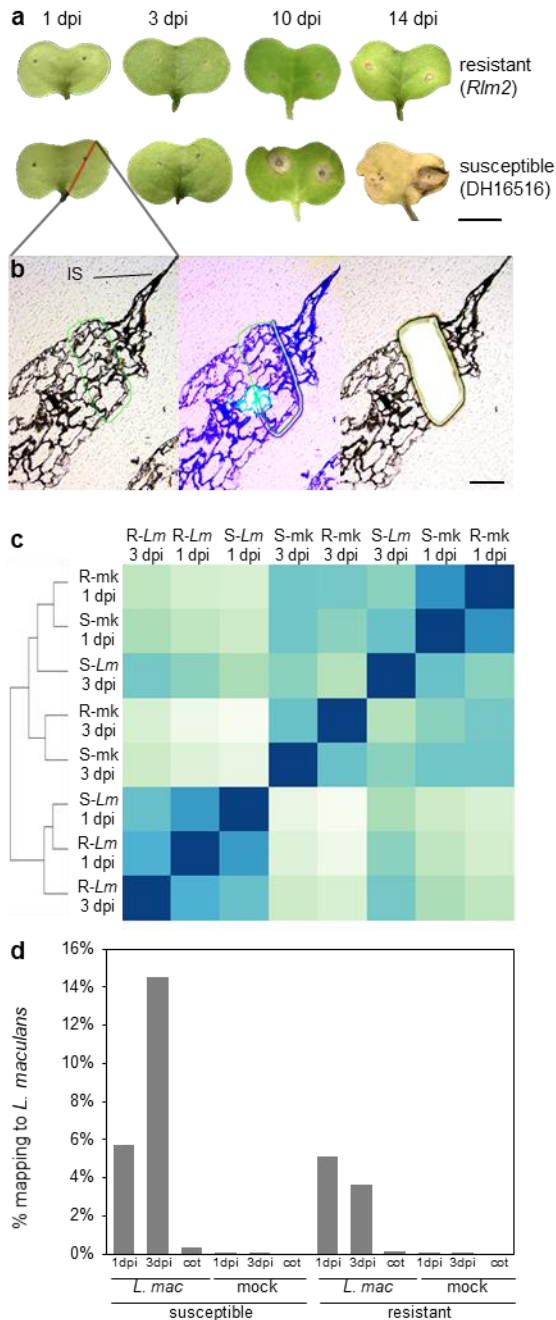 a
1 dpi 3 dpi 10 dpi 14 dpi
resistant
(Rlm2)
susceptible
(DH16516)
b
IS
c
R-Lm R-Lm S-Lm S-mk R-mk S-Lm S-mk R-mk
3 dpi 1 dpi 1 dpi 3 dpi 3 dpi 3 dpi 1 dpi 1 dpi
R-mk
1 dpi
S-mk
1 dpi
S-Lm
3 dpi
R-mk
3 dpi
S-mk
3 dpi
S-Lm
1 dpi
R-Lm
1 dpi
R-Lm
3 dpi
d
% mapping to L. maculans
16%
14%
12%
10%
8%
6%
4%
2%
0%
1dpi 3dpi cot 1dpi 3dpi cot 1dpi 3dpi cot 1dpi 3dpi cot
L. mac mock L. mac mock
susceptible resistant